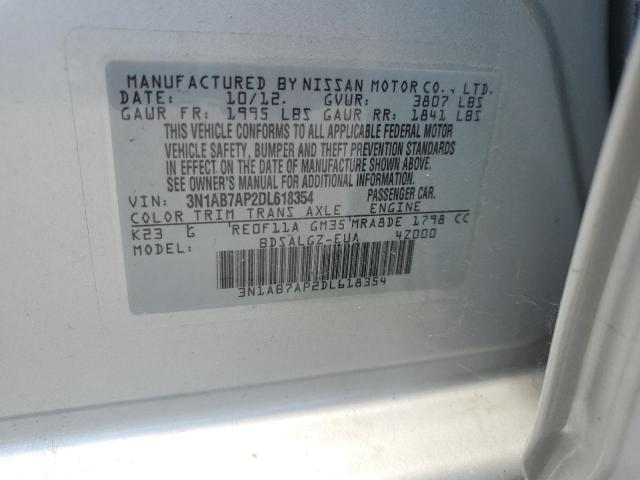 MANUFACTURED BY NISSAN MOTOR CO., LTD.
DATE: 10/12. GVWR: 3807 LBS
GAWR FR: 1995 LBS GAWR RR: 1841 LBS
THIS VEHICLE CONFORMS TO ALL APPLICABLE FEDERAL MOTOR
VEHICLE SAFETY, BUMPER AND THEFT PREVENTION STANDARDS
IN EFFECT ON THE DATE OF MANUFACTURE SHOWN ABOVE.
SEE OWNER'S MANUAL FOR ADDITIONAL INFORMATION.
VIN: 3N1AB7AP2DL618354 PASSENGER CAR.
COLOR TRIM TRANS AXLE ENGINE
K23 G RE0F11A GM35 MRA8DE 1798 CC
MODEL: BDSALGZ-EUA 4Z000
3N1AB7AP2DL618354